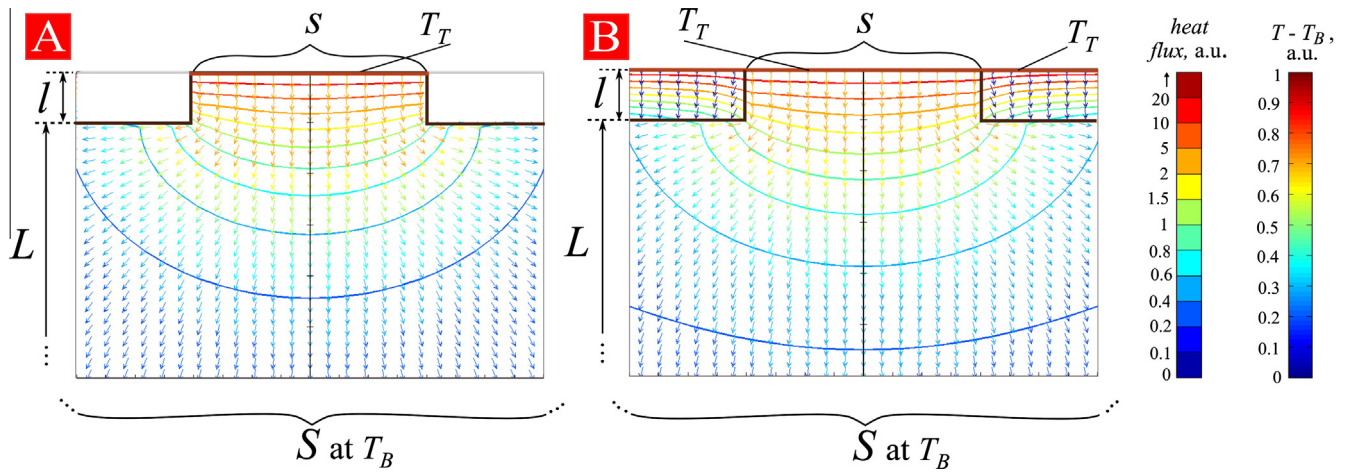 A
s
T_T
l
L
⋮
S at T_B
B
T_T
s
T_T
l
L
⋮
S at T_B
heat
flux, a.u.
↑
20
10
5
2
1.5
1
0.8
0.6
0.4
0.2
0.1
0
T - T_B ,
a.u.
1
0.9
0.8
0.7
0.6
0.5
0.4
0.3
0.2
0.1
0